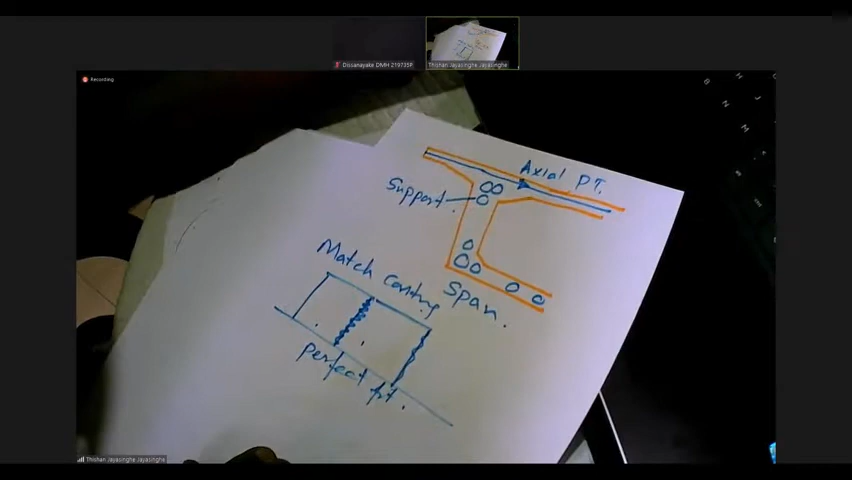 Dissanayake DMH 219735P
Thishan Jayasinghe Jayasinghe
Recording
Axial PT.
Support
Match Casting
Span.
perfect fit.
Thishan Jayasinghe Jayasinghe